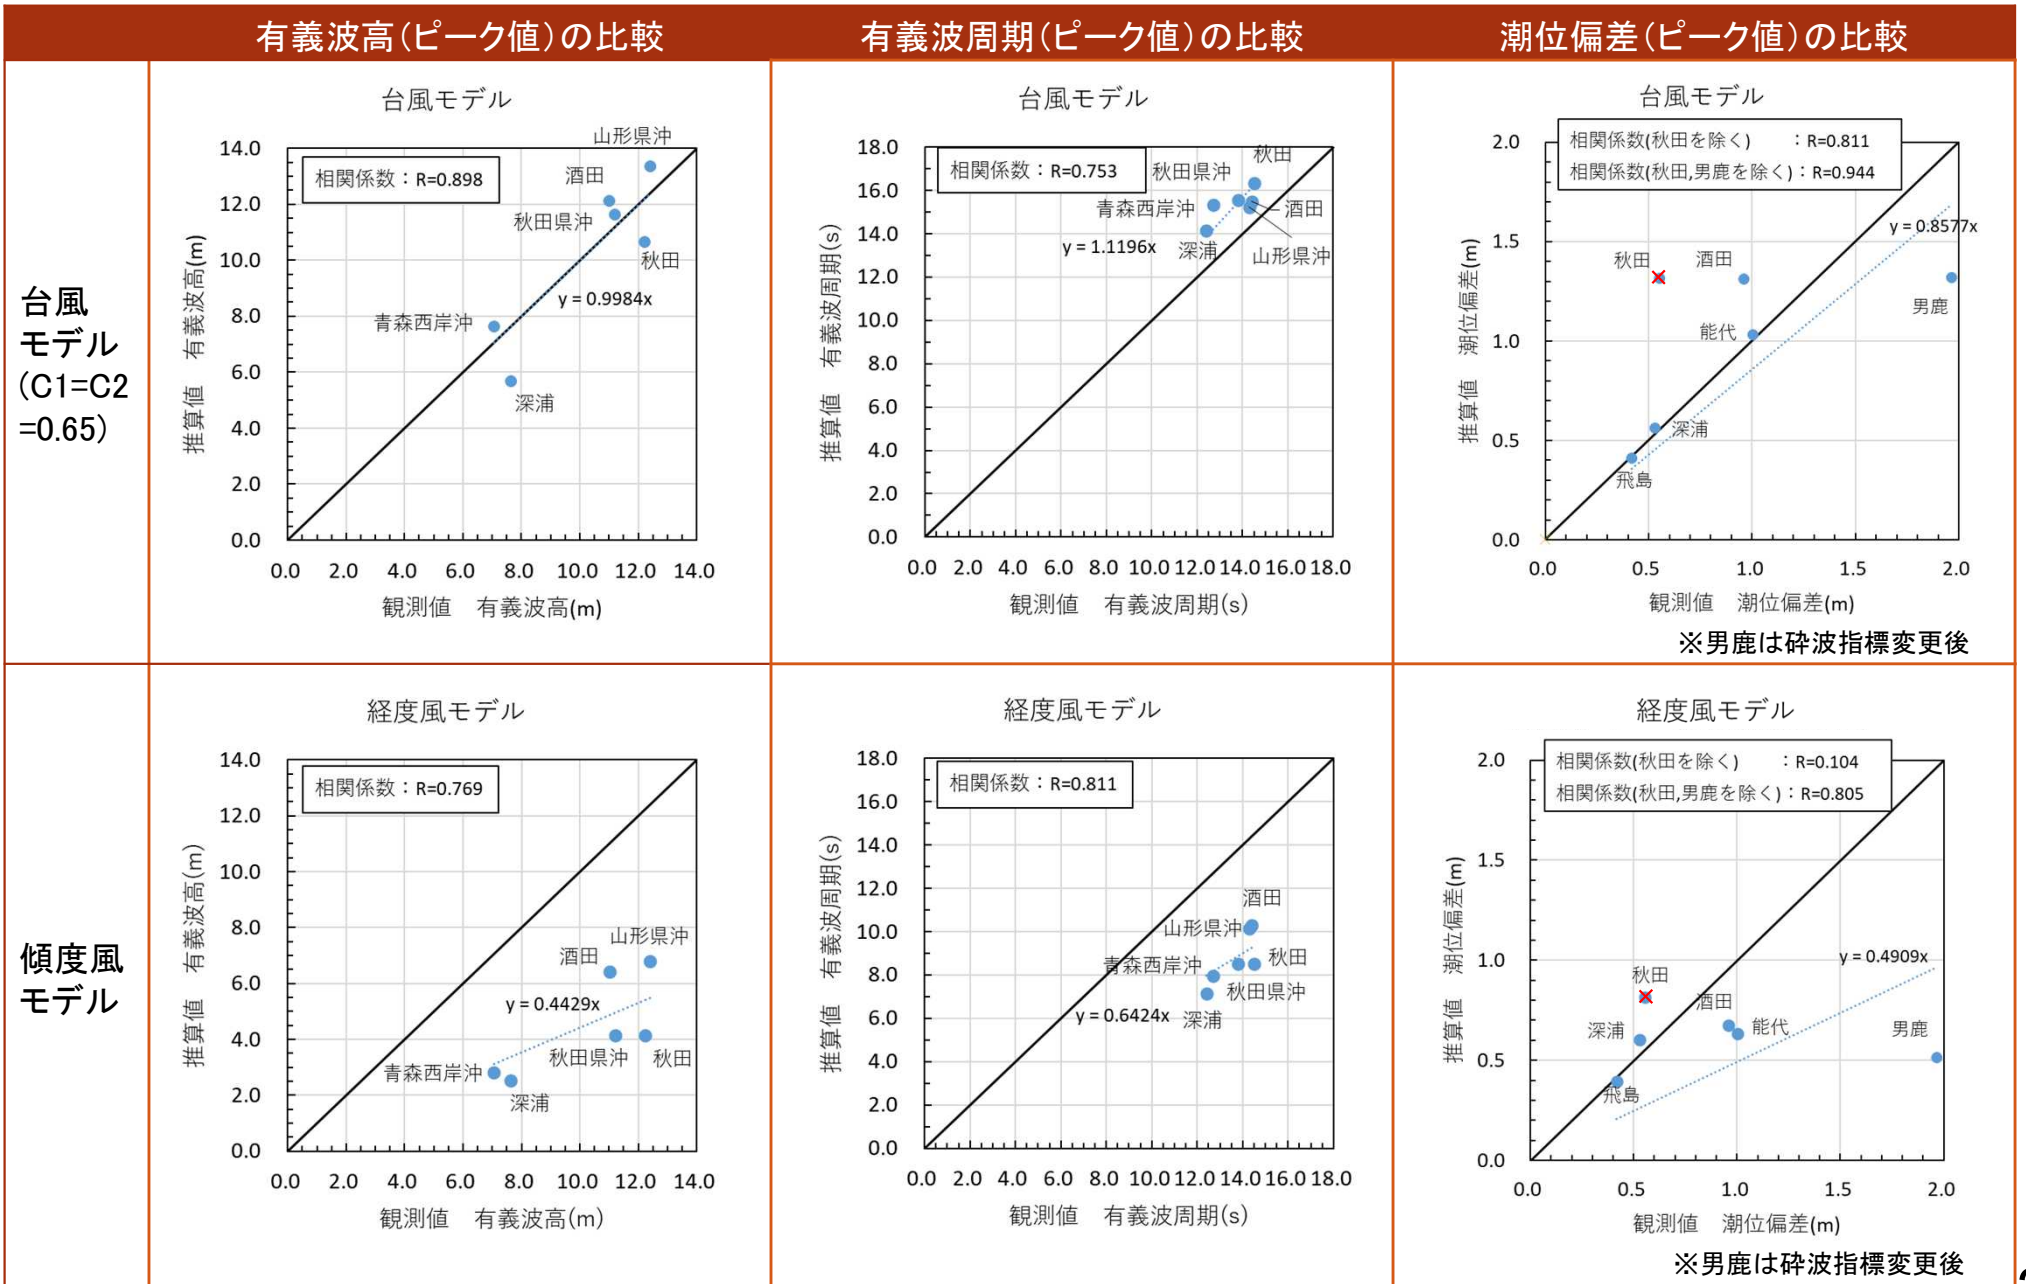 有義波高(ピーク値)の比較
有義波周期(ピーク値)の比較
潮位偏差(ピーク値)の比較
台風
モデル
(C1=C2
=0.65)
台風モデル
相関係数：R=0.898
山形県沖
酒田
秋田県沖
秋田
y = 0.9984x
青森西岸沖
深浦
推算値　有義波高(m)
14.0
12.0
10.0
8.0
6.0
4.0
2.0
0.0
0.0 2.0 4.0 6.0 8.0 10.0 12.0 14.0
観測値　有義波高(m)
台風モデル
相関係数：R=0.753
秋田
秋田県沖
青森西岸沖
酒田
y = 1.1196x
深浦
山形県沖
推算値　有義波周期(s)
18.0
16.0
14.0
12.0
10.0
8.0
6.0
4.0
2.0
0.0
0.0 2.0 4.0 6.0 8.0 10.0 12.0 14.0 16.0 18.0
観測値　有義波周期(s)
台風モデル
相関係数(秋田を除く)　：R=0.811
相関係数(秋田,男鹿を除く)：R=0.944
y = 0.8577x
秋田
酒田
男鹿
能代
深浦
飛島
推算値　潮位偏差(m)
2.0
1.5
1.0
0.5
0.0
0.0 0.5 1.0 1.5 2.0
観測値　潮位偏差(m)
※男鹿は砕波指標変更後
傾度風
モデル
経度風モデル
相関係数：R=0.769
山形県沖
酒田
y = 0.4429x
秋田県沖
秋田
青森西岸沖
深浦
推算値　有義波高(m)
14.0
12.0
10.0
8.0
6.0
4.0
2.0
0.0
0.0 2.0 4.0 6.0 8.0 10.0 12.0 14.0
観測値　有義波高(m)
経度風モデル
相関係数：R=0.811
酒田
山形県沖
青森西岸沖
秋田
秋田県沖
y = 0.6424x
深浦
推算値　有義波周期(s)
18.0
16.0
14.0
12.0
10.0
8.0
6.0
4.0
2.0
0.0
0.0 2.0 4.0 6.0 8.0 10.0 12.0 14.0 16.0 18.0
観測値　有義波周期(s)
経度風モデル
相関係数(秋田を除く)　：R=0.104
相関係数(秋田,男鹿を除く)：R=0.805
y = 0.4909x
秋田
酒田
深浦
能代
男鹿
飛島
推算値　潮位偏差(m)
2.0
1.5
1.0
0.5
0.0
0.0 0.5 1.0 1.5 2.0
観測値　潮位偏差(m)
※男鹿は砕波指標変更後